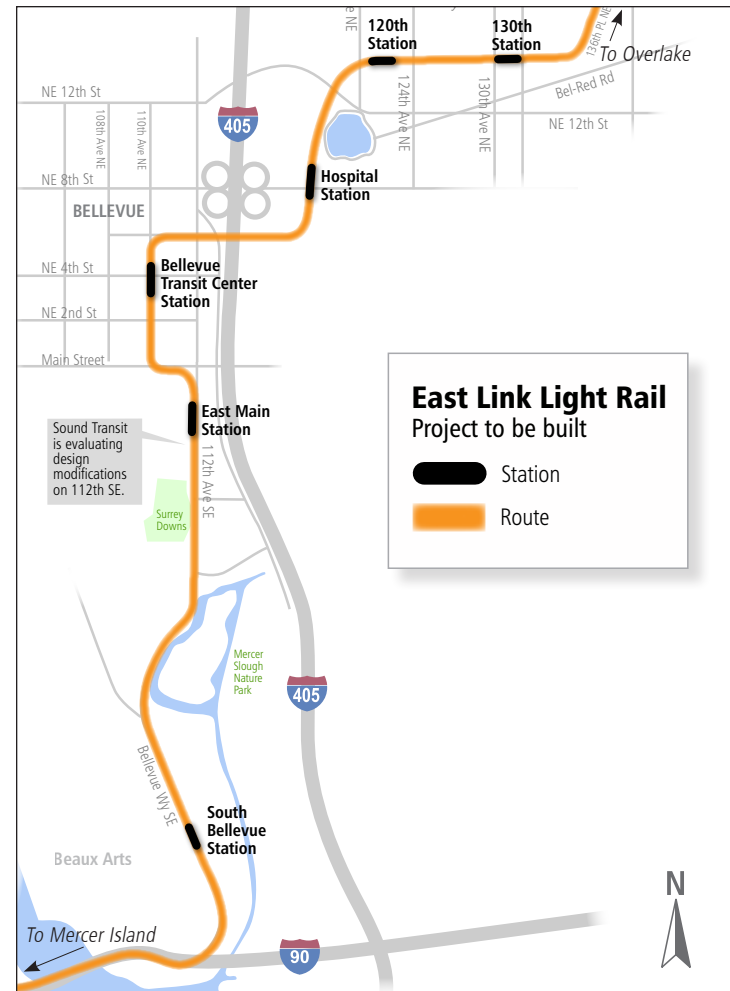 120th
Station
130th
Station
136th PL NE
To Overlake
NE 12th St
405
124th Ave NE
130th Ave NE
Bel-Red Rd
NE 12th St
108th Ave NE
110th Ave NE
NE 8th St
Hospital
Station
BELLEVUE
NE 4th St
Bellevue
Transit Center
Station
NE 2nd St
Main Street
East Main
Station
Sound Transit
is evaluating
design
modifications
on 112th SE.
112th Ave SE
Surrey
Downs
East Link Light Rail
Project to be built
Station
Route
Mercer
Slough
Nature
Park
405
Bellevue Wy SE
South
Bellevue
Station
Beaux Arts
N
To Mercer Island
90